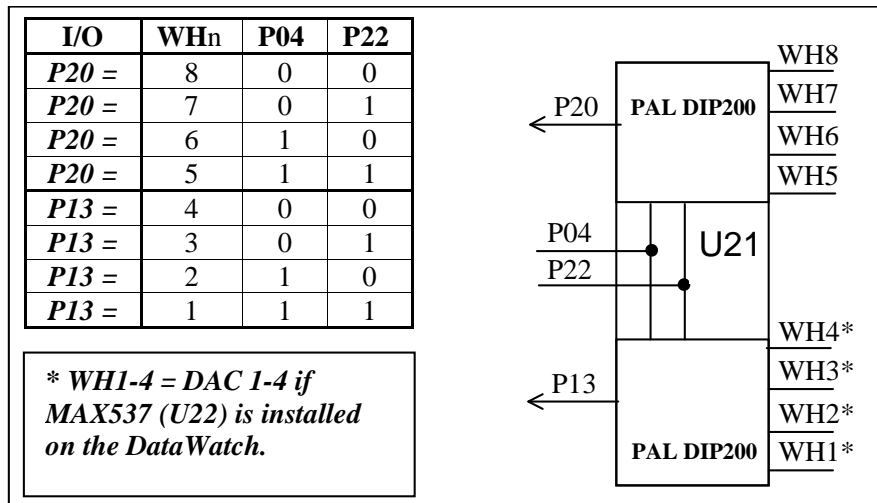 I/O WHn P04 P22
P20 = 8 0 0
P20 = 7 0 1
P20 = 6 1 0
P20 = 5 1 1
P13 = 4 0 0
P13 = 3 0 1
P13 = 2 1 0
P13 = 1 1 1
* WH1-4 = DAC 1-4 if
MAX537 (U22) is installed
on the DataWatch.
WH8
P20 PAL DIP200 WH7
WH6
WH5
P04 U21
P22
WH4*
P13 WH3*
WH2*
PAL DIP200 WH1*